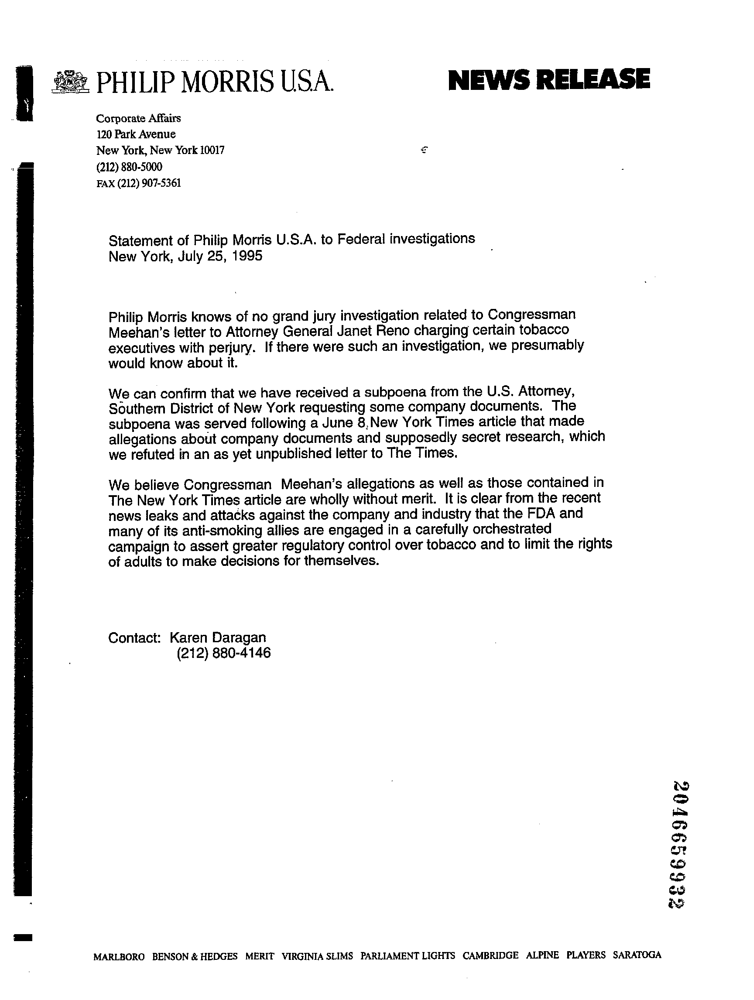 PHILIP MORRIS U.S.A.
NEWS RELEASE
Corporate Affairs
120 Park Avenue
New York, New York 10017
(212) 880-5000
FAX (212) 907-5361
Statement of Philip Morris U.S.A. to Federal investigations
New York, July 25, 1995
Philip Morris knows of no grand jury investigation related to Congressman
Meehan's letter to Attorney General Janet Reno charging certain tobacco
executives with perjury. If there were such an investigation, we presumably
would know about it.
We can confirm that we have received a subpoena from the U.S. Attorney,
Southern District of New York requesting some company documents. The
subpoena was served following a June 8, New York Times article that made
allegations about company documents and supposedly secret research, which
we refuted in an as yet unpublished letter to The Times.
We believe Congressman Meehan's allegations as well as those contained in
The New York Times article are wholly without merit. It is clear from the recent
news leaks and attacks against the company and industry that the FDA and
many of its anti-smoking allies are engaged in a carefully orchestrated
campaign to assert greater regulatory control over tobacco and to limit the rights
of adults to make decisions for themselves.
Contact: Karen Daragan
(212) 880-4146
2046659932
MARLBORO BENSON & HEDGES MERIT VIRGINIA SLIMS PARLIAMENT LIGHTS CAMBRIDGE ALPINE PLAYERS SARATOGA